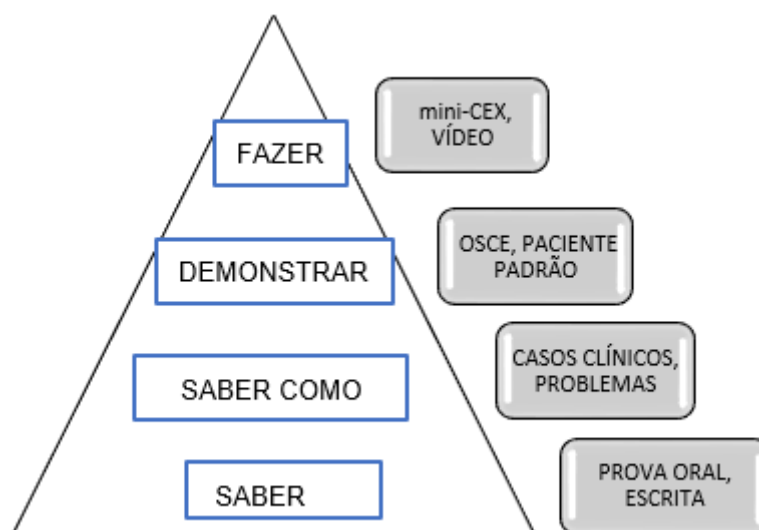 mini-CEX,
VÍDEO
FAZER
OSCE, PACIENTE
PADRÃO
DEMONSTRAR
CASOS CLÍNICOS,
PROBLEMAS
SABER COMO
PROVA ORAL,
ESCRITA
SABER